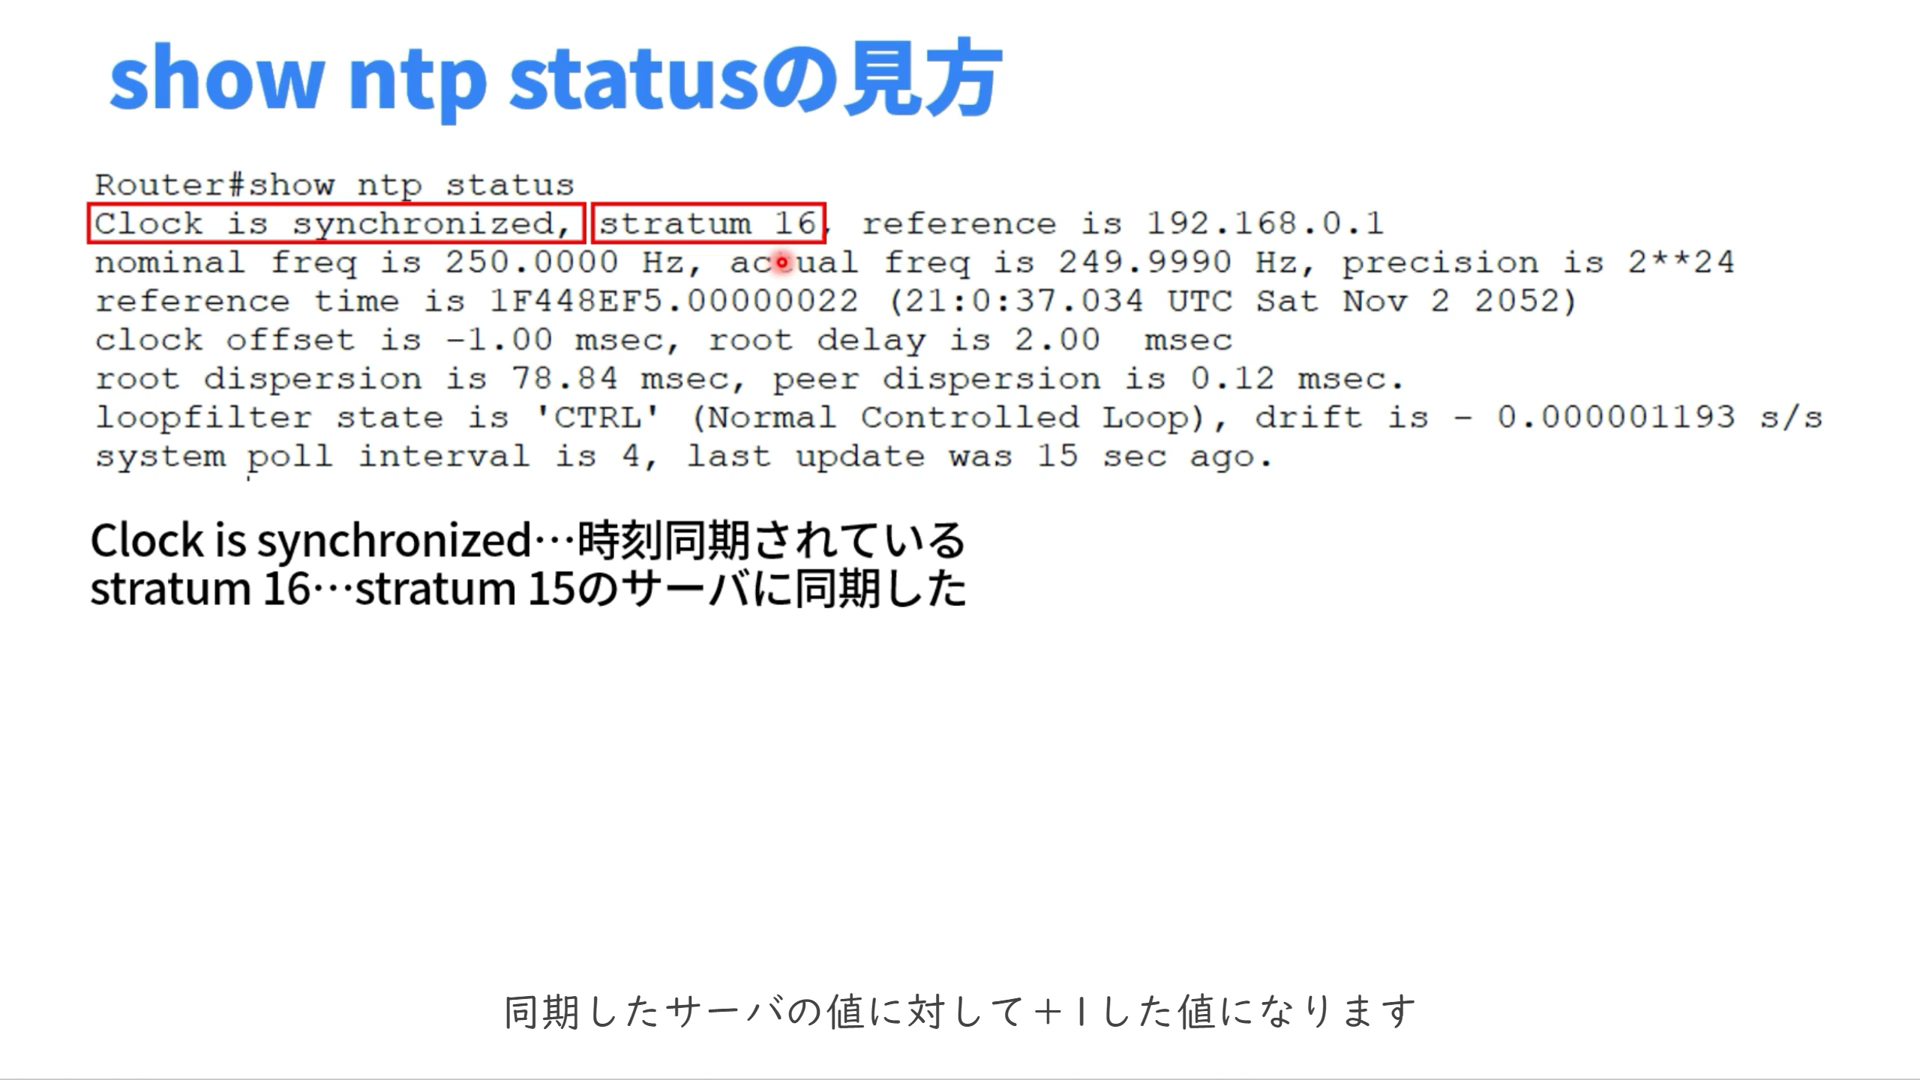 show ntp statusの見方
Router#show ntp status
Clock is synchronized, stratum 16, reference is 192.168.0.1
nominal freq is 250.0000 Hz, actual freq is 249.9990 Hz, precision is 2**24
reference time is 1F448EF5.00000022 (21:0:37.034 UTC Sat Nov 2 2052)
clock offset is -1.00 msec, root delay is 2.00  msec
root dispersion is 78.84 msec, peer dispersion is 0.12 msec.
loopfilter state is 'CTRL' (Normal Controlled Loop), drift is - 0.000001193 s/s
system poll interval is 4, last update was 15 sec ago.
Clock is synchronized…時刻同期されている
stratum 16…stratum 15のサーバに同期した
同期したサーバの値に対して＋1した値になります